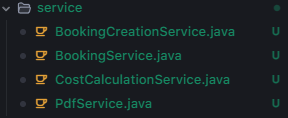 service
BookingCreationService.java U
BookingService.java U
CostCalculationService.java U
PdfService.java U